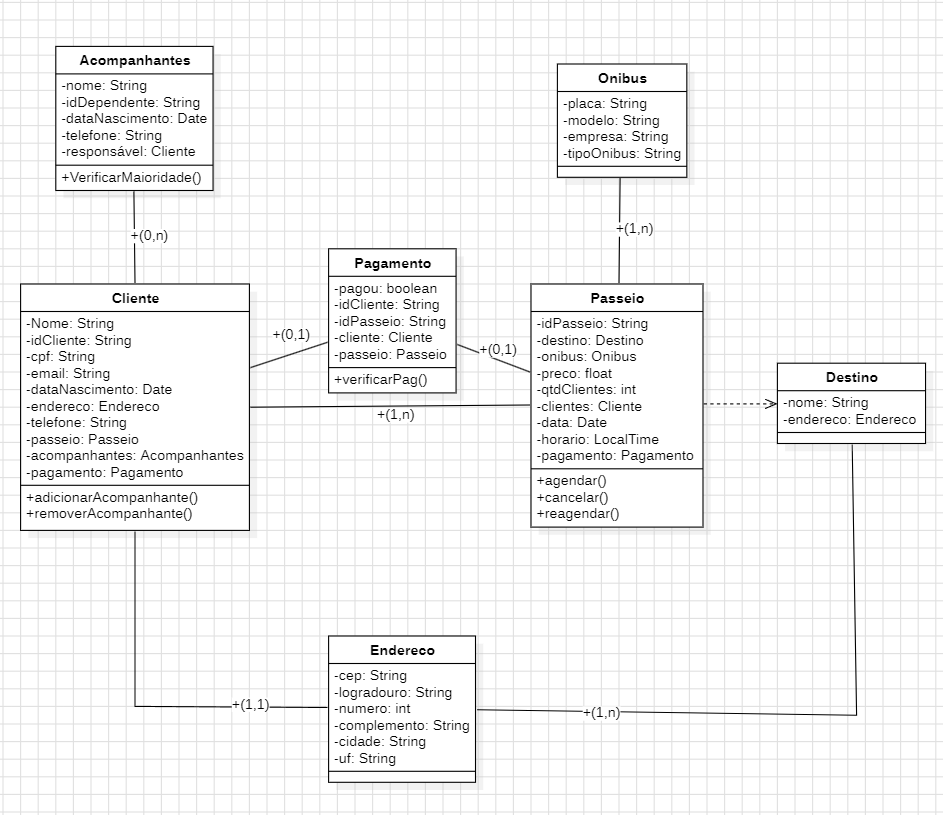 Acompanhantes
-nome: String
-idDependente: String
-dataNascimento: Date
-telefone: String
-responsável: Cliente
+VerificarMaioridade()
Onibus
-placa: String
-modelo: String
-empresa: String
-tipoOnibus: String
+(0,n)
+(1,n)
Pagamento
-pagou: boolean
-idCliente: String
-idPasseio: String
-cliente: Cliente
-passeio: Passeio
+verificarPag()
Cliente
-Nome: String
-idCliente: String
-cpf: String
-email: String
-dataNascimento: Date
-endereco: Endereco
-telefone: String
-passeio: Passeio
-acompanhantes: Acompanhantes
-pagamento: Pagamento
+adicionarAcompanhante()
+removerAcompanhante()
+(0,1)
+(0,1)
+(1,n)
Passeio
-idPasseio: String
-destino: Destino
-onibus: Onibus
-preco: float
-qtdClientes: int
-clientes: Cliente
-data: Date
-horario: LocalTime
-pagamento: Pagamento
+agendar()
+cancelar()
+reagendar()
Destino
-nome: String
-endereco: Endereco
Endereco
-cep: String
-logradouro: String
-numero: int
-complemento: String
-cidade: String
-uf: String
+(1,1)
+(1,n)